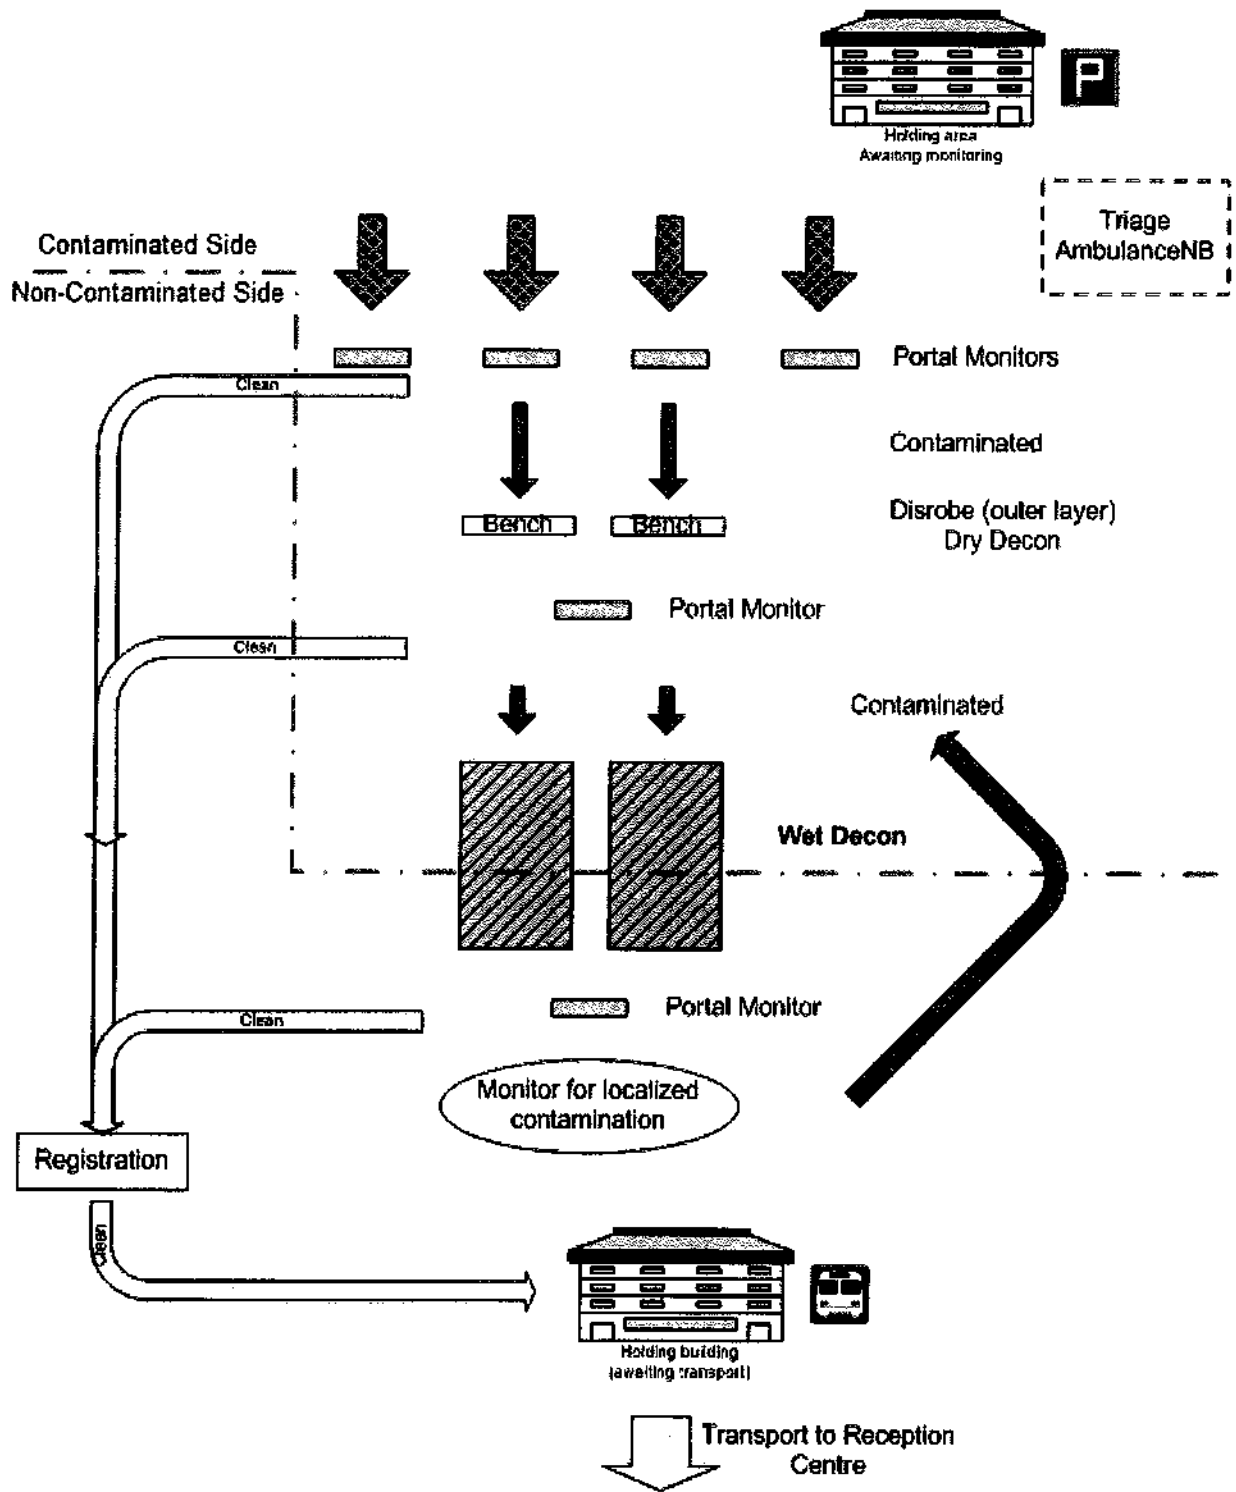 P
Holding area
Awaiting monitoring
Triage
AmbulanceNB
Contaminated Side
Non-Contaminated Side
Portal Monitors
Clean
Contaminated
Bench
Bench
Disrobe (outer layer)
Dry Decon
Portal Monitor
Clean
Contaminated
Wet Decon
Portal Monitor
Clean
Monitor for localized
contamination
Registration
Clean
Holding building
(awaiting transport)
Transport to Reception
Centre